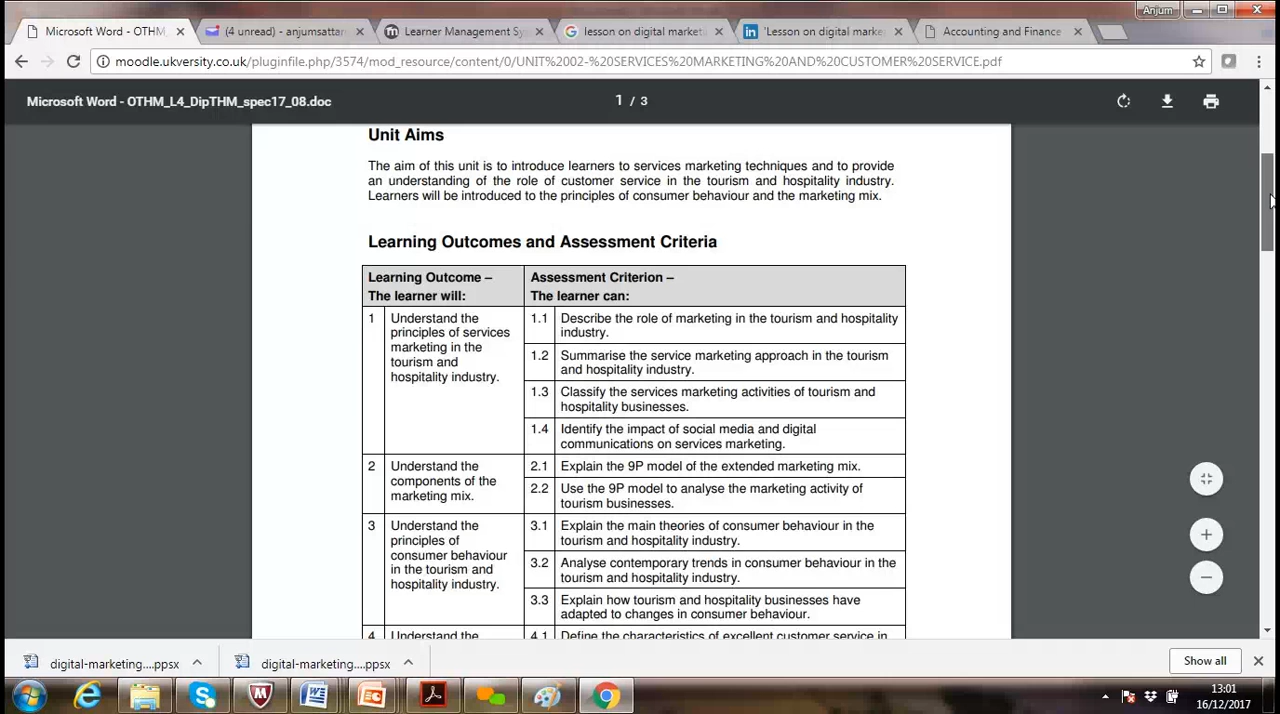 Anjum
Microsoft Word - OTHM_
(4 unread) - anjumsattar
Learner Management Sy
lesson on digital market
'Lesson on digital marke
Accounting and Finance
moodle.ukversity.co.uk/pluginfile.php/3574/mod_resource/content/0/UNIT%2002-%20SERVICES%20MARKETING%20AND%20CUSTOMER%20SERVICE.pdf
Microsoft Word - OTHM_L4_DipTHM_spec17_08.doc
1 / 3
Unit Aims
The aim of this unit is to introduce learners to services marketing techniques and to provide
an understanding of the role of customer service in the tourism and hospitality industry.
Learners will be introduced to the principles of consumer behaviour and the marketing mix.
Learning Outcomes and Assessment Criteria
Learning Outcome –
The learner will:
Assessment Criterion –
The learner can:
1 Understand the
principles of services
marketing in the
tourism and
hospitality industry.
1.1 Describe the role of marketing in the tourism and hospitality
industry.
1.2 Summarise the service marketing approach in the tourism
and hospitality industry.
1.3 Classify the services marketing activities of tourism and
hospitality businesses.
1.4 Identify the impact of social media and digital
communications on services marketing.
2 Understand the
components of the
marketing mix.
2.1 Explain the 9P model of the extended marketing mix.
2.2 Use the 9P model to analyse the marketing activity of
tourism businesses.
3 Understand the
principles of
consumer behaviour
in the tourism and
hospitality industry.
3.1 Explain the main theories of consumer behaviour in the
tourism and hospitality industry.
3.2 Analyse contemporary trends in consumer behaviour in the
tourism and hospitality industry.
3.3 Explain how tourism and hospitality businesses have
adapted to changes in consumer behaviour.
4 Understand the
4.1 Define the characteristics of excellent customer service in
digital-marketing....ppsx
digital-marketing....ppsx
Show all
13:01
16/12/2017